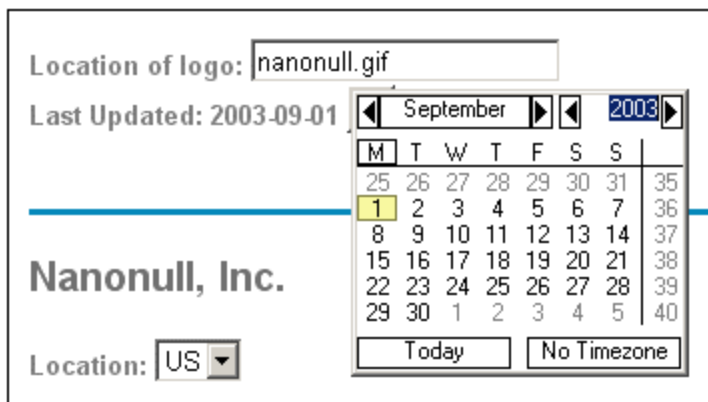 Location of logo: nanonull.gif
Last Updated: 2003-09-01
September 2003
M T W T F S S
25 26 27 28 29 30 31 35
1 2 3 4 5 6 7 36
8 9 10 11 12 13 14 37
15 16 17 18 19 20 21 38
22 23 24 25 26 27 28 39
29 30 1 2 3 4 5 40
Today No Timezone
Nanonull, Inc.
Location: US